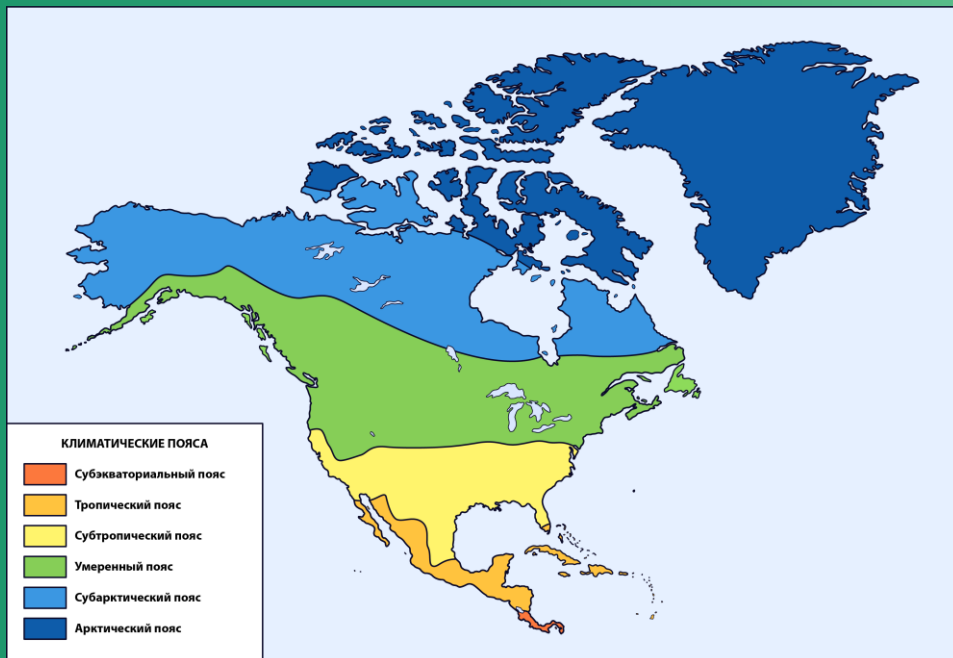 КЛИМАТИЧЕСКИЕ ПОЯСА
Субэкваториальный пояс
Тропический пояс
Субтропический пояс
Умеренный пояс
Субарктический пояс
Арктический пояс